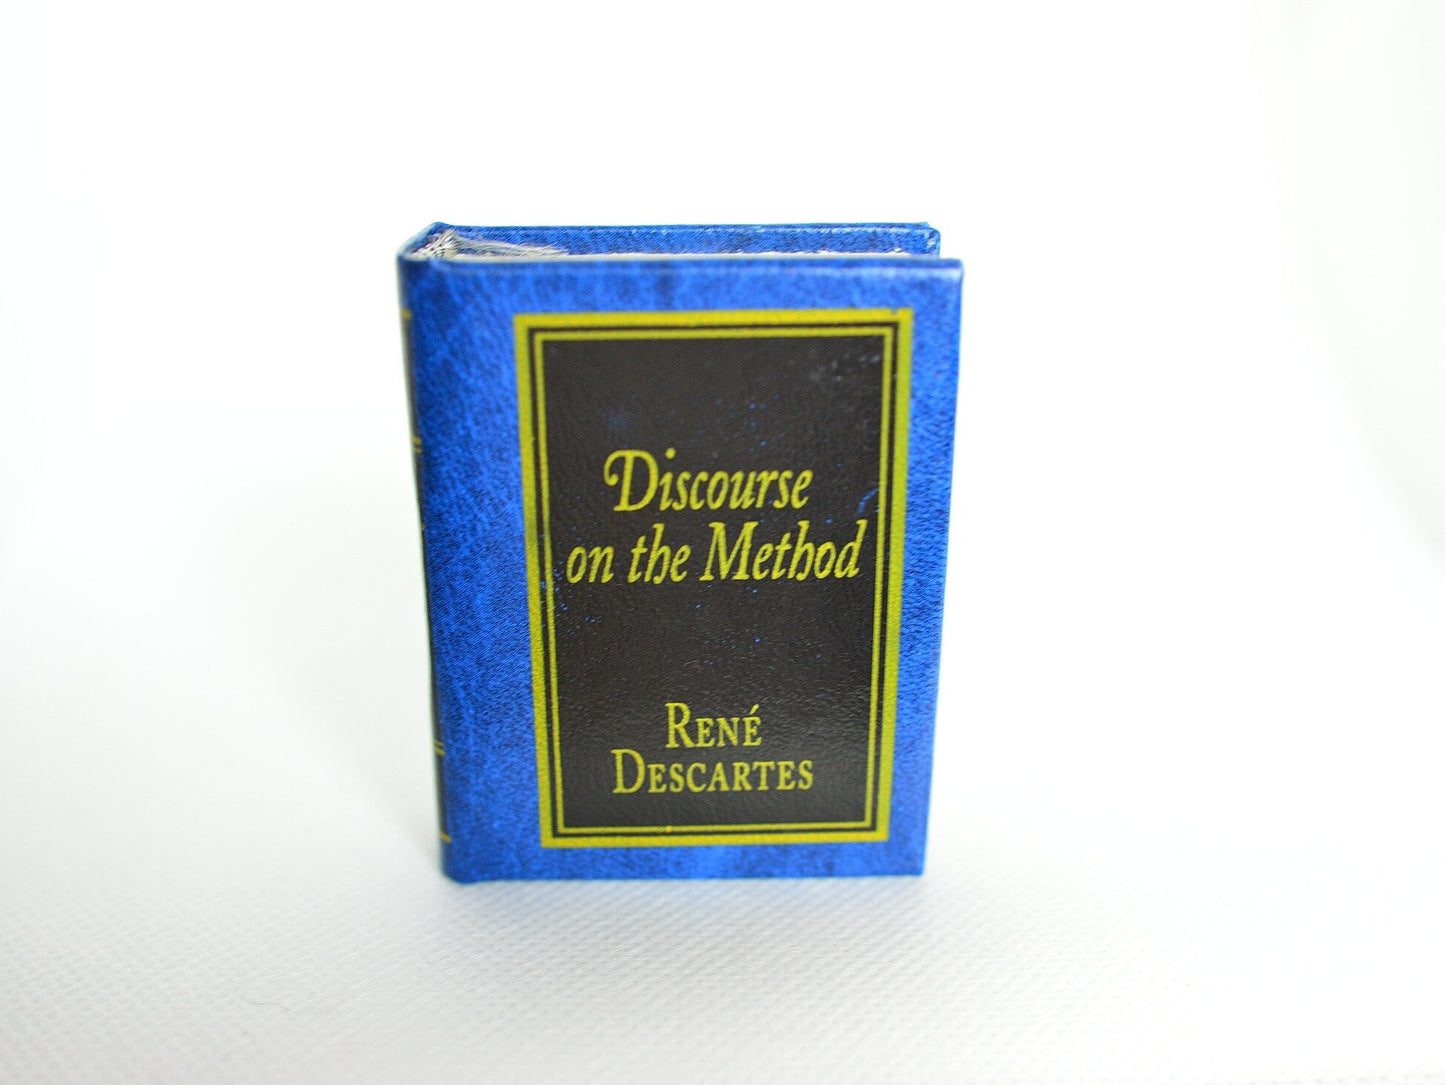 Discourse
on the Method
RENÉ
DESCARTES